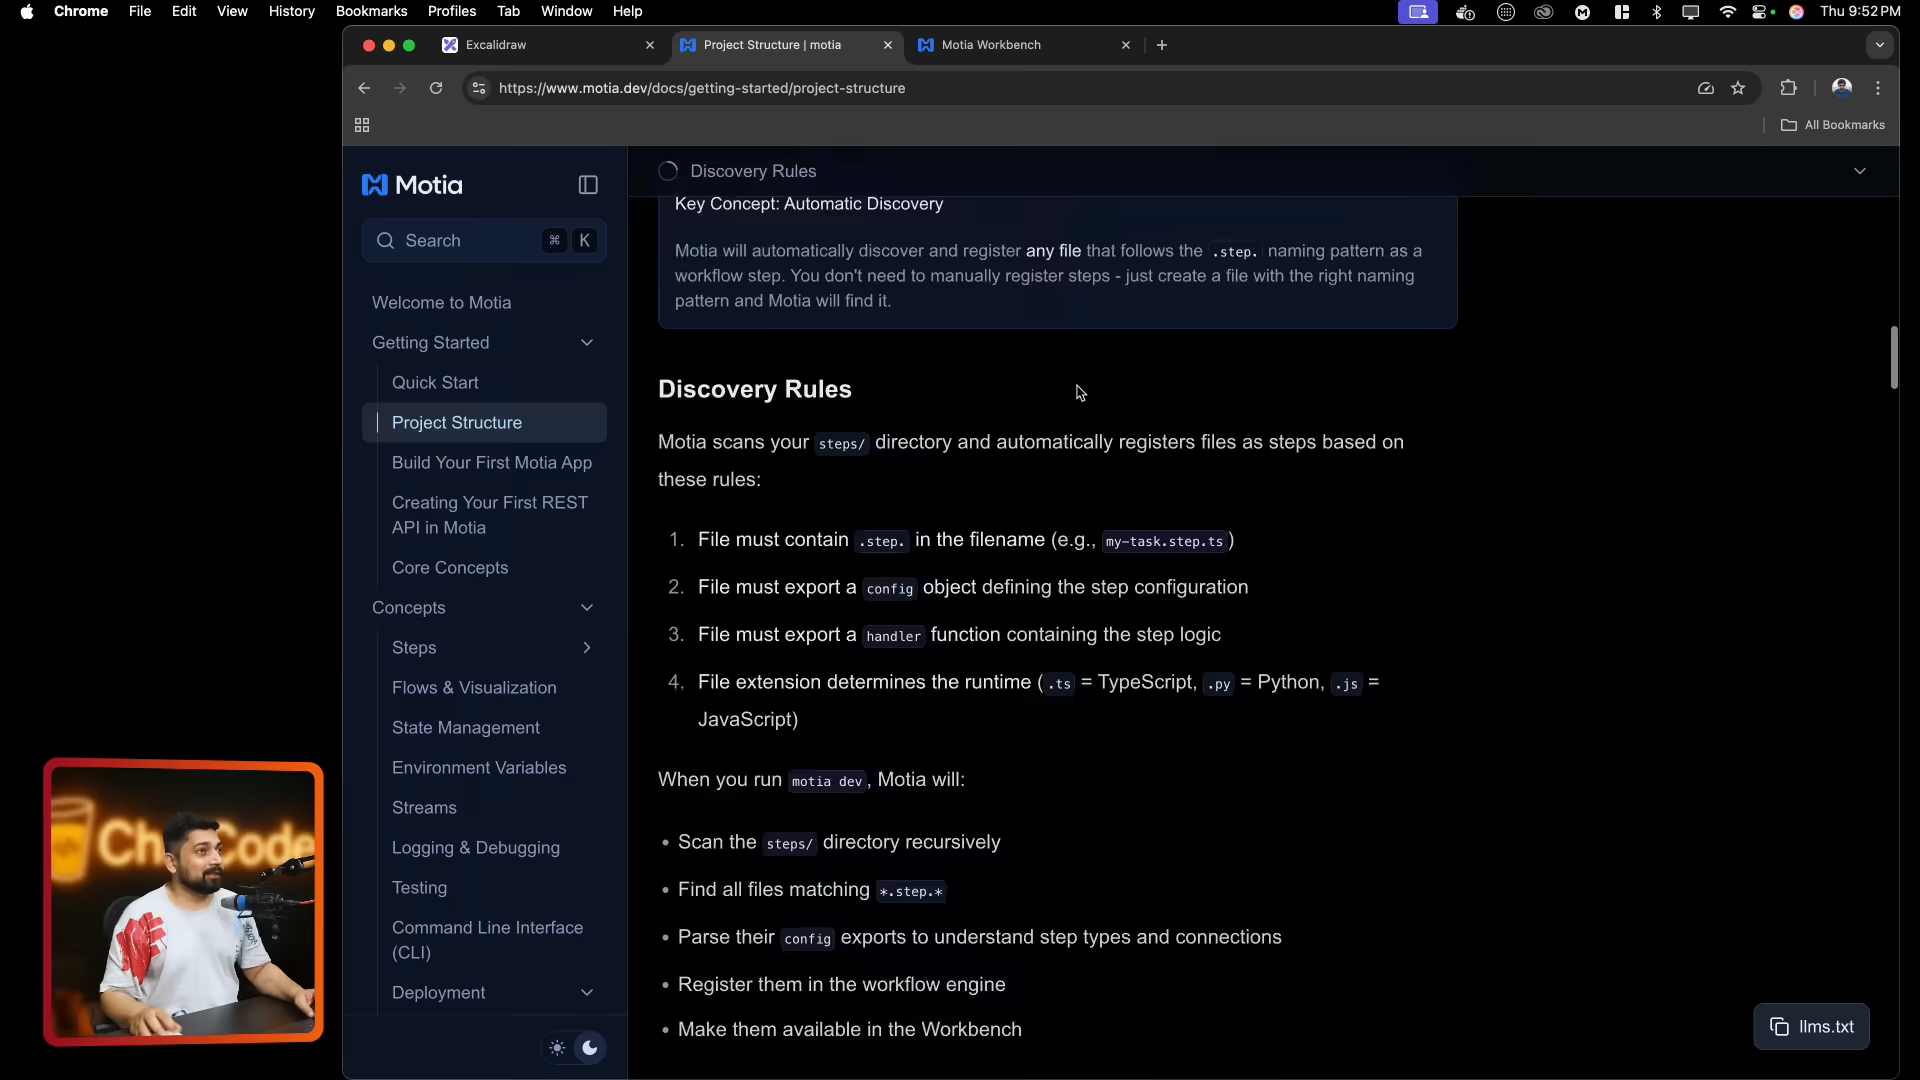 Chrome File Edit View History Bookmarks Profiles Tab Window Help Thu 9:52 PM
Excalidraw Project Structure | motia Motia Workbench
https://www.motia.dev/docs/getting-started/project-structure
All Bookmarks
Motia
Search ⌘ K
Welcome to Motia
Getting Started
Quick Start
Project Structure
Build Your First Motia App
Creating Your First REST
API in Motia
Core Concepts
Concepts
Steps
Flows & Visualization
State Management
Environment Variables
Streams
Logging & Debugging
Testing
Command Line Interface
(CLI)
Deployment
Discovery Rules
Key Concept: Automatic Discovery
Motia will automatically discover and register any file that follows the .step. naming pattern as a
workflow step. You don't need to manually register steps - just create a file with the right naming
pattern and Motia will find it.
Discovery Rules
Motia scans your steps/ directory and automatically registers files as steps based on
these rules:
1. File must contain .step. in the filename (e.g., my-task.step.ts)
2. File must export a config object defining the step configuration
3. File must export a handler function containing the step logic
4. File extension determines the runtime (.ts = TypeScript, .py = Python, .js =
JavaScript)
When you run motia dev, Motia will:
• Scan the steps/ directory recursively
• Find all files matching *.step.*
• Parse their config exports to understand step types and connections
• Register them in the workflow engine
• Make them available in the Workbench
llms.txt